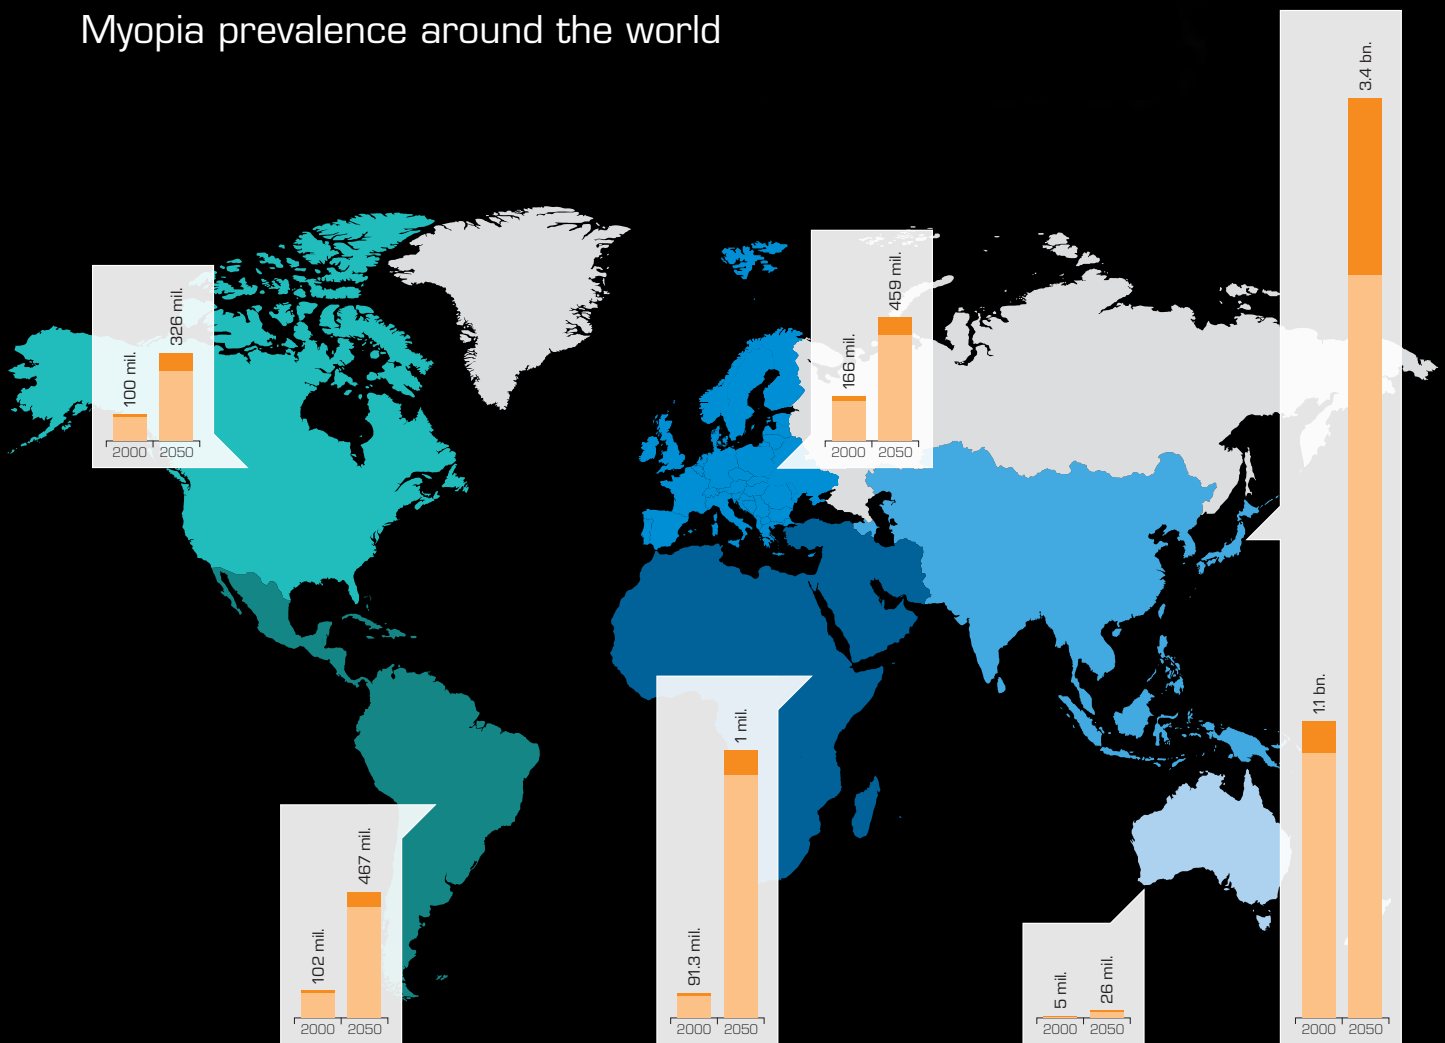 Myopia prevalence around the world
100 mil.
326 mil.
2000 2050
166 mil.
459 mil.
2000 2050
3.4 bn.
1.1 bn.
2000 2050
102 mil.
467 mil.
2000 2050
91.3 mil.
1 mil.
2000 2050
5 mil.
26 mil.
2000 2050